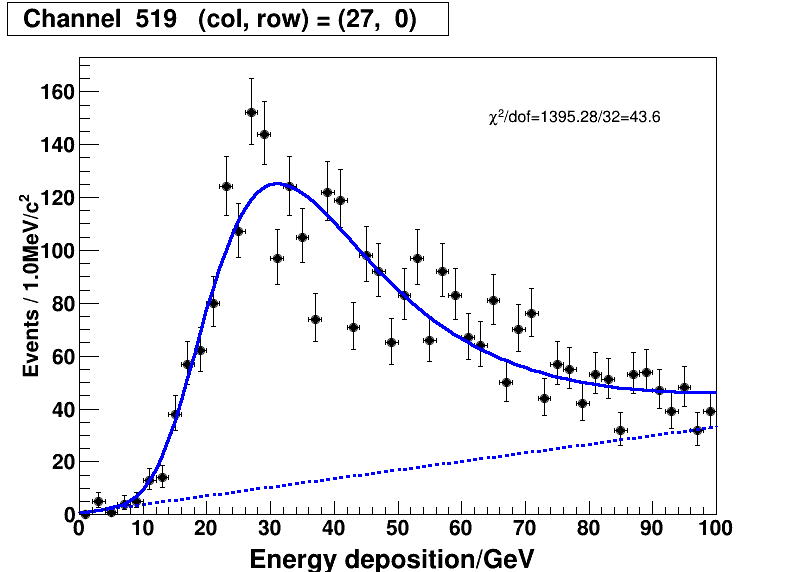 Channel 519 (col, row) = (27, 0)
χ²/dof=1395.28/32=43.6
Events / 1.0MeV/c²
160
140
120
100
80
60
40
20
0
0 10 20 30 40 50 60 70 80 90 100
Energy deposition/GeV